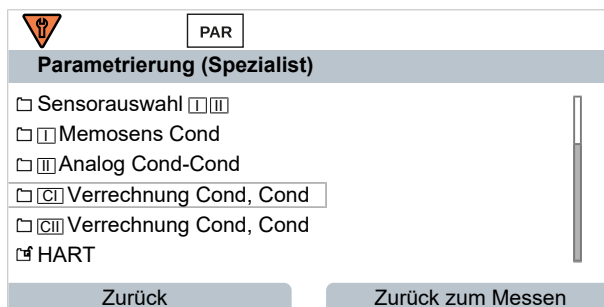 PAR
Parametrierung (Spezialist)
Sensorauswahl I II
I Memosens Cond
II Analog Cond-Cond
CI Verrechnung Cond, Cond
CII Verrechnung Cond, Cond
HART
Zurück Zurück zum Messen